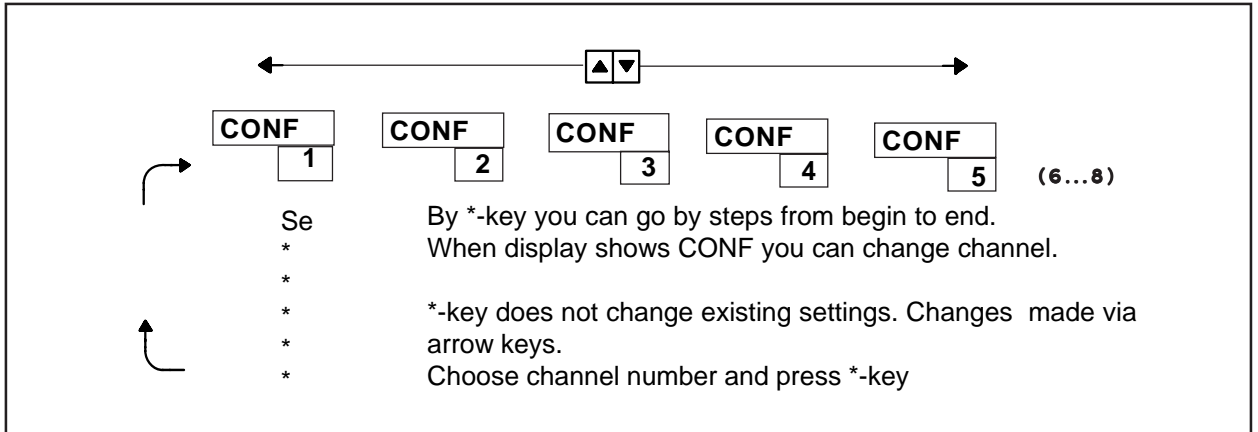 ▲ ▼
CONF CONF CONF CONF CONF
1 2 3 4 5 (6...8)
Se By *-key you can go by steps from begin to end.
* When display shows CONF you can change channel.
*
* *-key does not change existing settings. Changes made via
* arrow keys.
* Choose channel number and press *-key